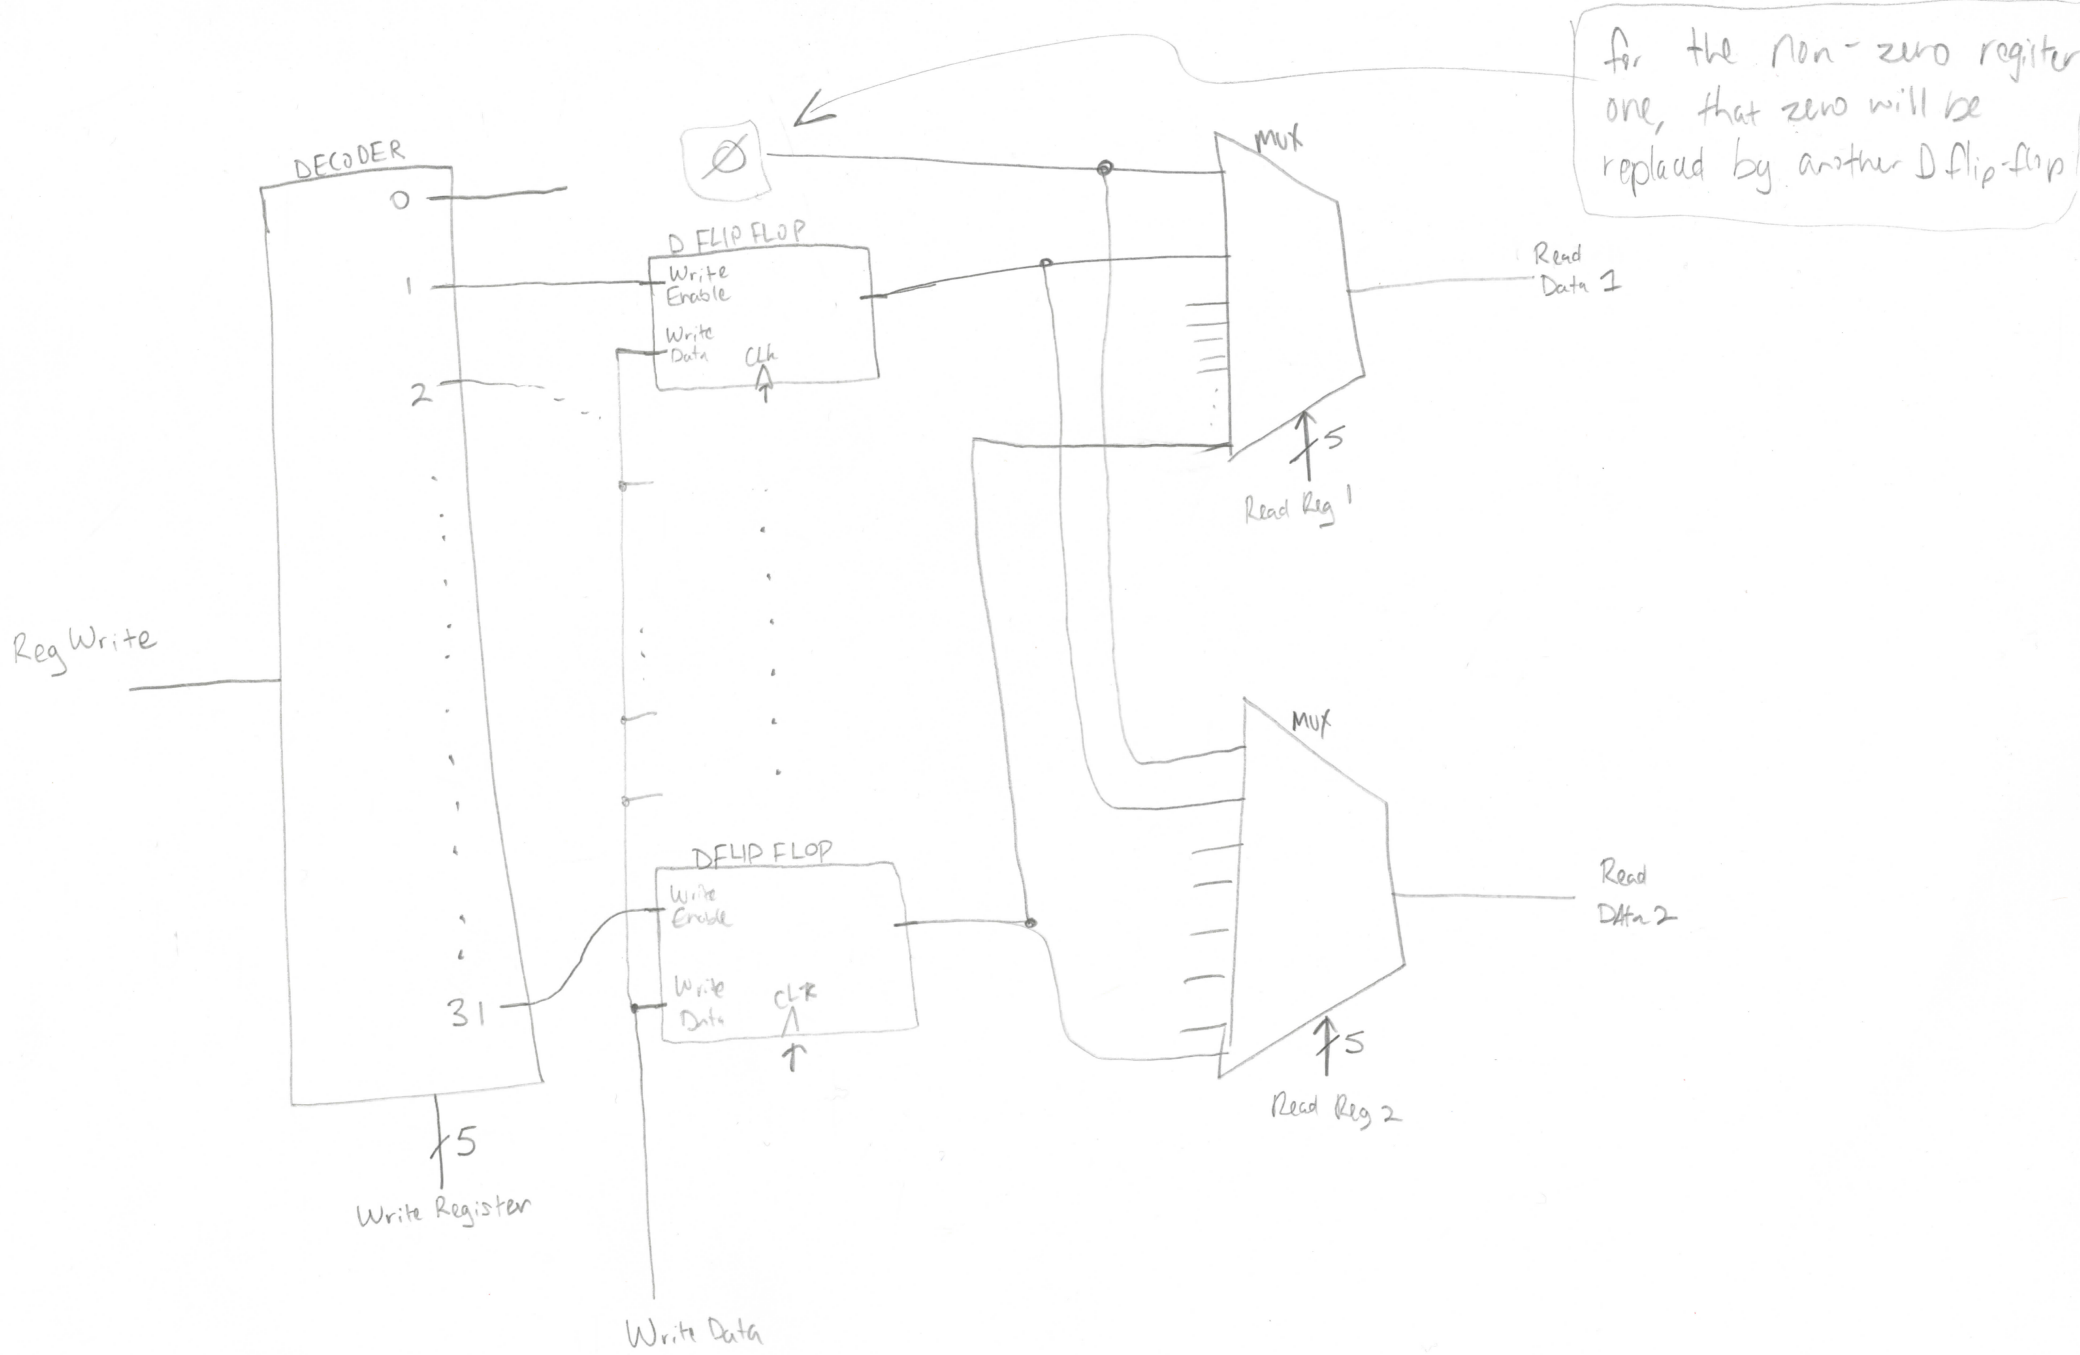 for the non-zero register
one, that zero will be
replaced by another D flip-flop
DECODER
0
1
2
31
RegWrite
5
Write Register
Ø
D FLIP FLOP
Write
Enable
Write
Data
CLK
D FLIP FLOP
Write
Enable
Write
Data
CLK
Write Data
MUX
Read
Data 1
5
Read Reg 1
MUX
Read
DAta 2
5
Read Reg 2